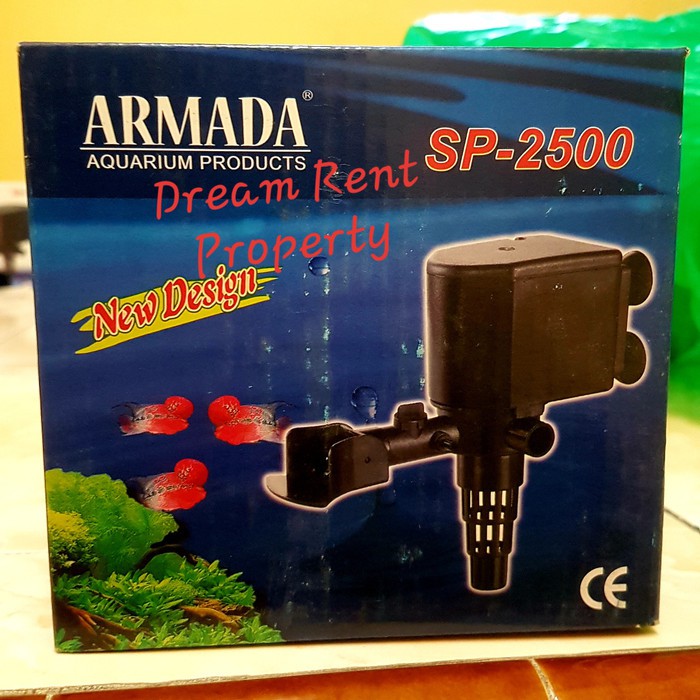 ARMADA®
AQUARIUM PRODUCTS
SP-2500
Dream Rent
Property
New Design
CE